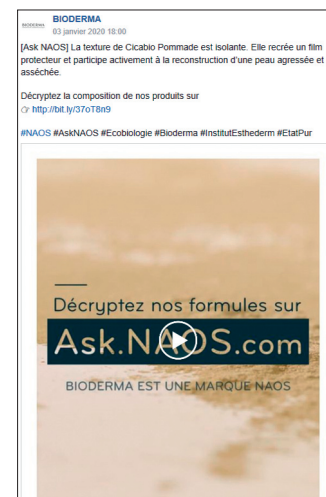 BIODERMA
BIODERMA
03 janvier 2020 18:00
[Ask NAOS] La texture de Cicabio Pommade est isolante. Elle recrée un film
protecteur et participe activement à la reconstruction d'une peau agressée et
asséchée.
Décryptez la composition de nos produits sur
☞ http://bit.ly/37oT8n9
#NAOS #AskNAOS #Ecobiologie #Bioderma #InstitutEsthederm #EtatPur
Décryptez nos formules sur
Ask.NAOS.com
BIODERMA EST UNE MARQUE NAOS